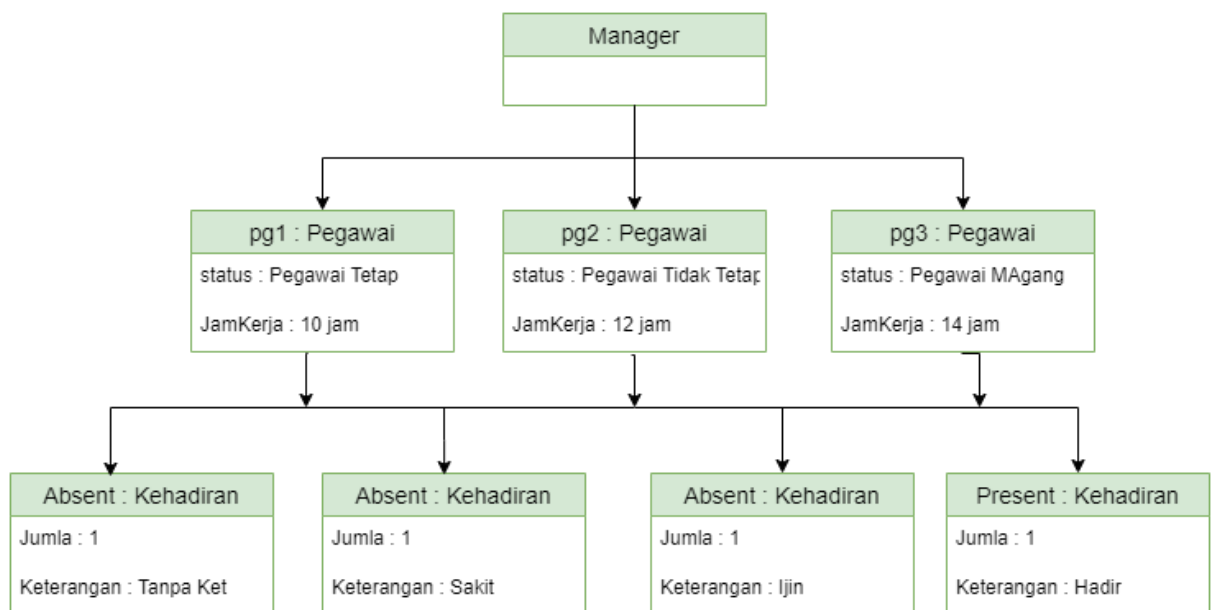 Manager
pg1 : Pegawai
status : Pegawai Tetap
JamKerja : 10 jam
pg2 : Pegawai
status : Pegawai Tidak Tetap
JamKerja : 12 jam
pg3 : Pegawai
status : Pegawai MAgang
JamKerja : 14 jam
Absent : Kehadiran
Jumla : 1
Keterangan : Tanpa Ket
Absent : Kehadiran
Jumla : 1
Keterangan : Sakit
Absent : Kehadiran
Jumla : 1
Keterangan : Ijin
Present : Kehadiran
Jumla : 1
Keterangan : Hadir